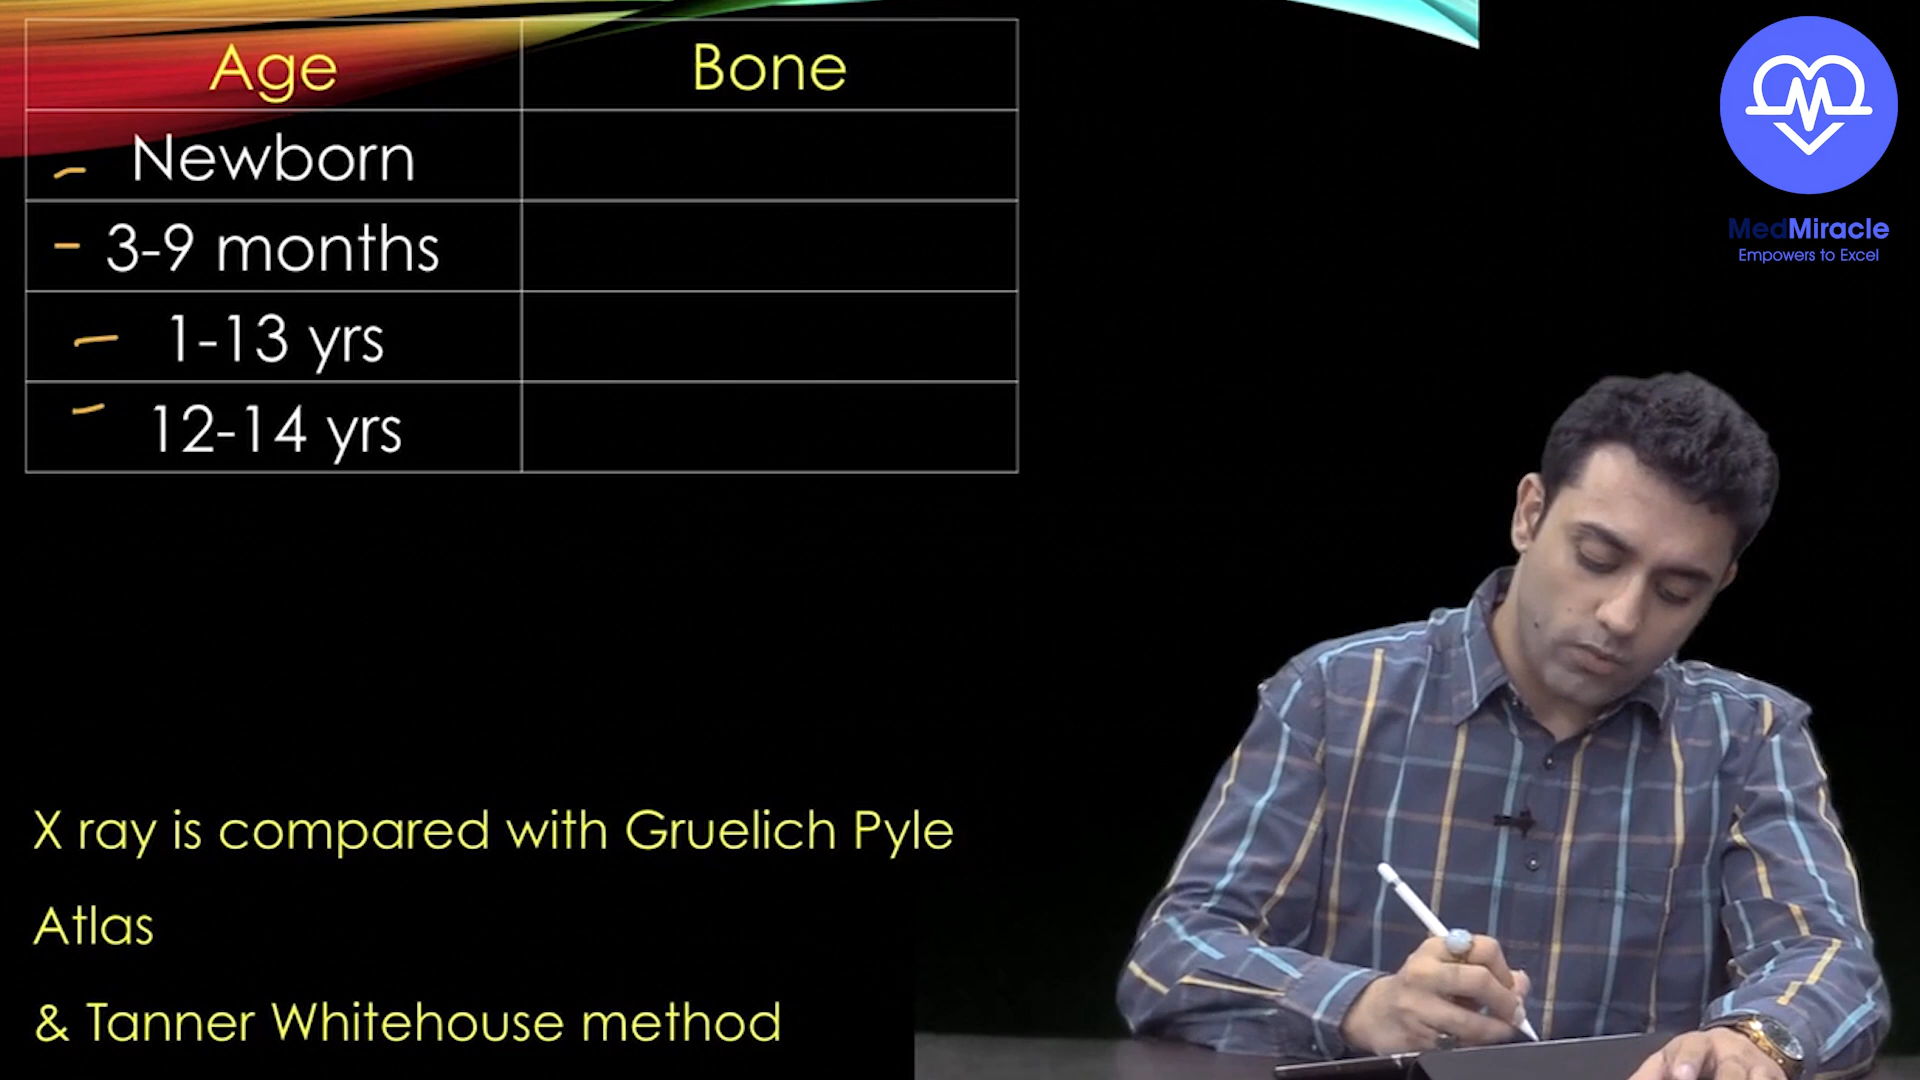 Age Bone
Newborn
3-9 months
1-13 yrs
12-14 yrs
X ray is compared with Gruelich Pyle
Atlas
& Tanner Whitehouse method
MedMiracle
Empowers to Excel